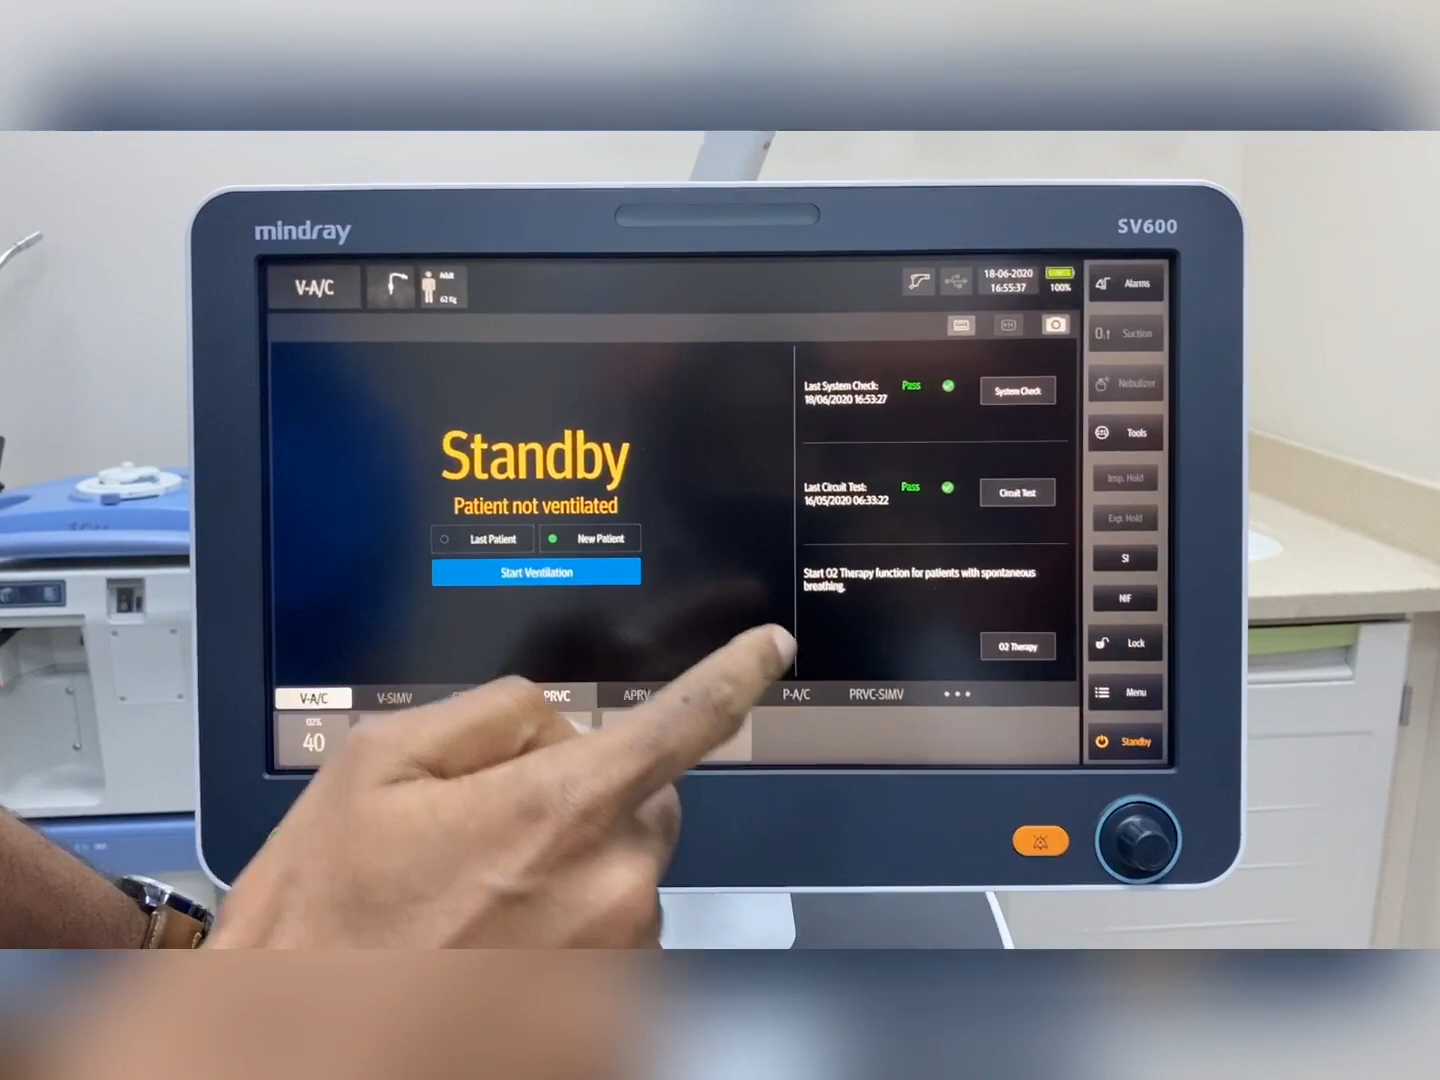 mindray
SV600
V-A/C
Adult
62 Kg
18-06-2020
16:55:37
100%
Alarms
Suction
Nebulizer
Tools
Insp. Hold
Exp. Hold
SI
NIF
Lock
Menu
Standby
Standby
Patient not ventilated
Last Patient
New Patient
Start Ventilation
Last System Check:
18/06/2020 16:53:27
Pass
System Check
Last Circuit Test:
16/05/2020 06:33:22
Pass
Circuit Test
Start O2 Therapy function for patients with spontaneous
breathing.
O2 Therapy
V-A/C
V-SIMV
PRVC
APRV
P-A/C
PRVC-SIMV
•••
O2%
40